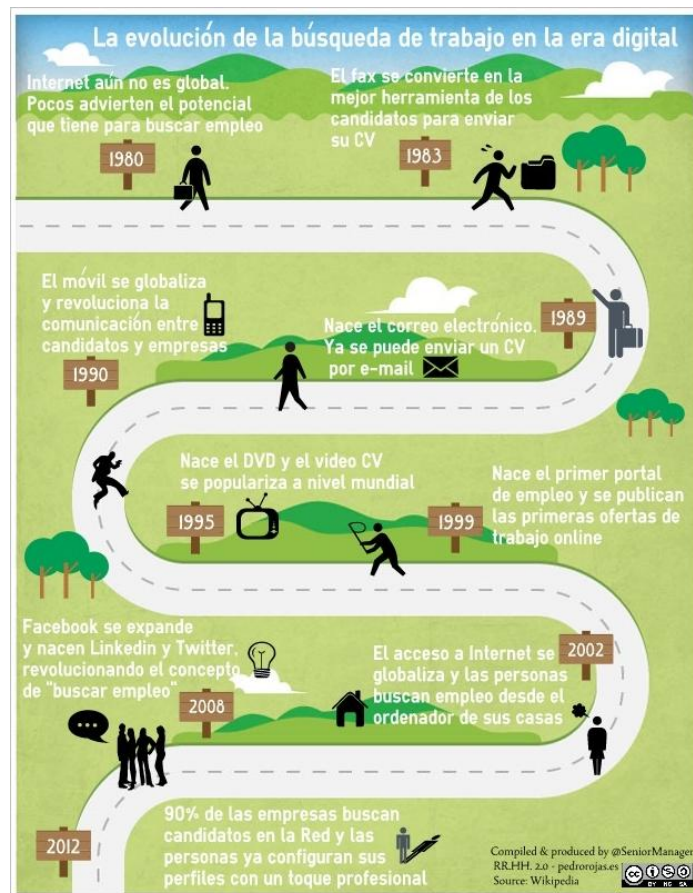 La evolución de la búsqueda de trabajo en la era digital
Internet aún no es global.
Pocos advierten el potencial
que tiene para buscar empleo
1980
El fax se convierte en la
mejor herramienta de los
candidatos para enviar
su CV
1983
1989
Nace el correo electrónico.
Ya se puede enviar un CV
por e-mail
El móvil se globaliza
y revoluciona la
comunicación entre
candidatos y empresas
1990
Nace el DVD y el video CV
se populariza a nivel mundial
1995
1999
Nace el primer portal
de empleo y se publican
las primeras ofertas de
trabajo online
2002
El acceso a Internet se
globaliza y las personas
buscan empleo desde el
ordenador de sus casas
Facebook se expande
y nacen Linkedin y Twitter,
revolucionando el concepto
de "buscar empleo"
2008
2012
90% de las empresas buscan
candidatos en la Red y las
personas ya configuran sus
perfiles con un toque profesional
Compiled & produced by @SeniorManager
RR.HH. 2.0 - pedrorojas.es
Source: Wikipedia
cc
BY NC SA